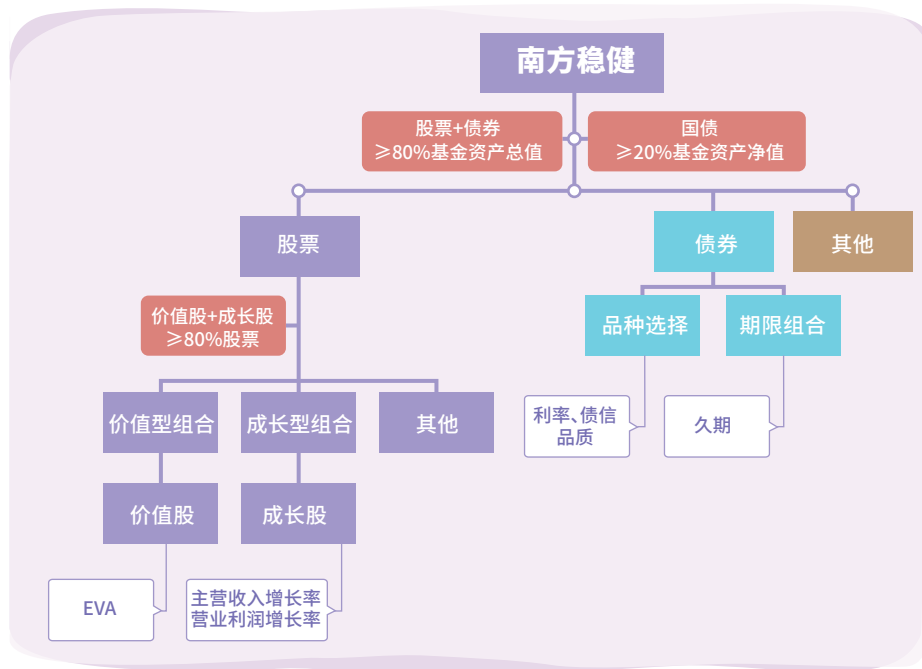 南方稳健
股票+债券
≥80%基金资产总值
国债
≥20%基金资产净值
股票
债券
其他
价值股+成长股
≥80%股票
品种选择
期限组合
价值型组合
成长型组合
其他
利率、债信
品质
久期
价值股
成长股
EVA
主营收入增长率
营业利润增长率